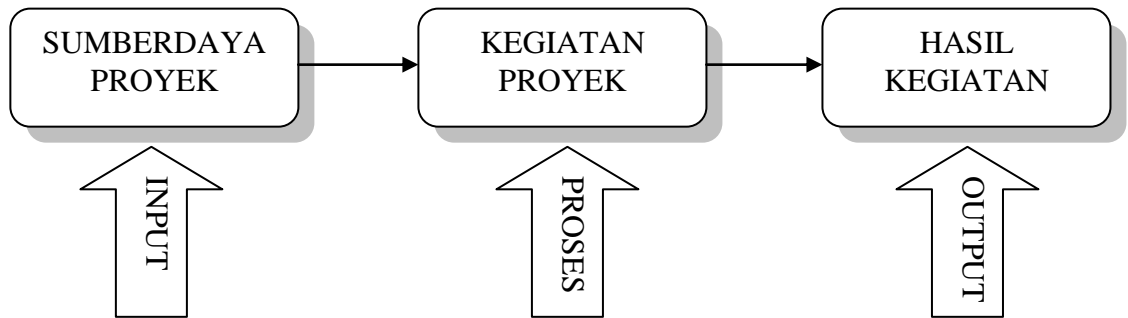 SUMBERDAYA
PROYEK
KEGIATAN
PROYEK
HASIL
KEGIATAN
INPUT
PROSES
OUTPUT